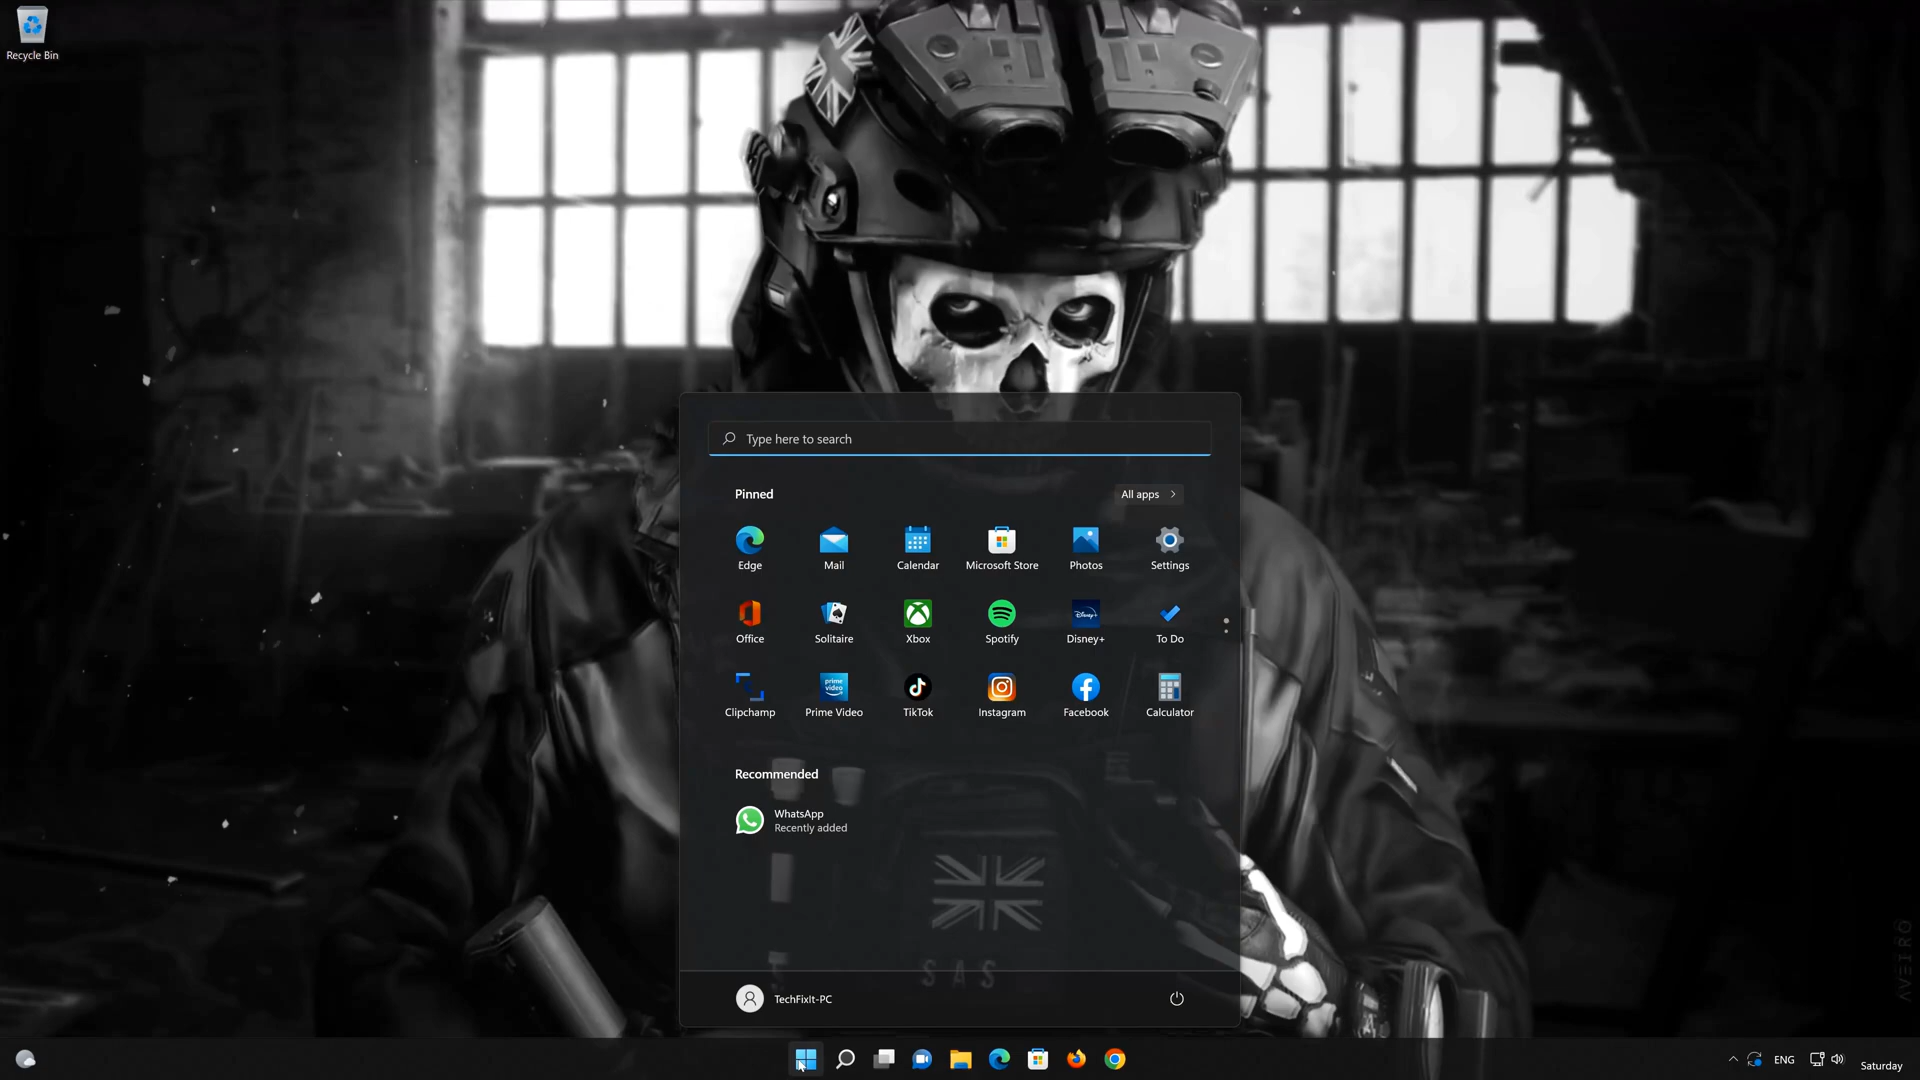 Recycle Bin
Type here to search
Pinned
All apps
Edge
Mail
Calendar
Microsoft Store
Photos
Settings
Office
Solitaire
Xbox
Spotify
Disney+
To Do
Clipchamp
Prime Video
TikTok
Instagram
Facebook
Calculator
Recommended
WhatsApp
Recently added
SAS
TechFixIt-PC
ENG
Saturday